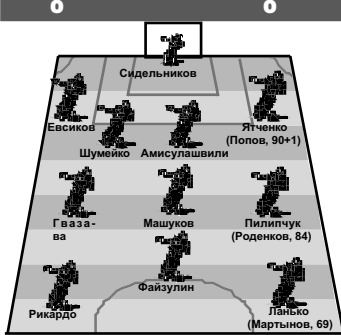 0 0
Сидельников
Евсиков
Ятченко
(Попов, 90+1)
Шумейко Амисулашвили
Гваза-
ва
Машуков
Пилипчук
(Роденков, 84)
Файзулин
Рикардо
Ланько
(Мартынов, 69)